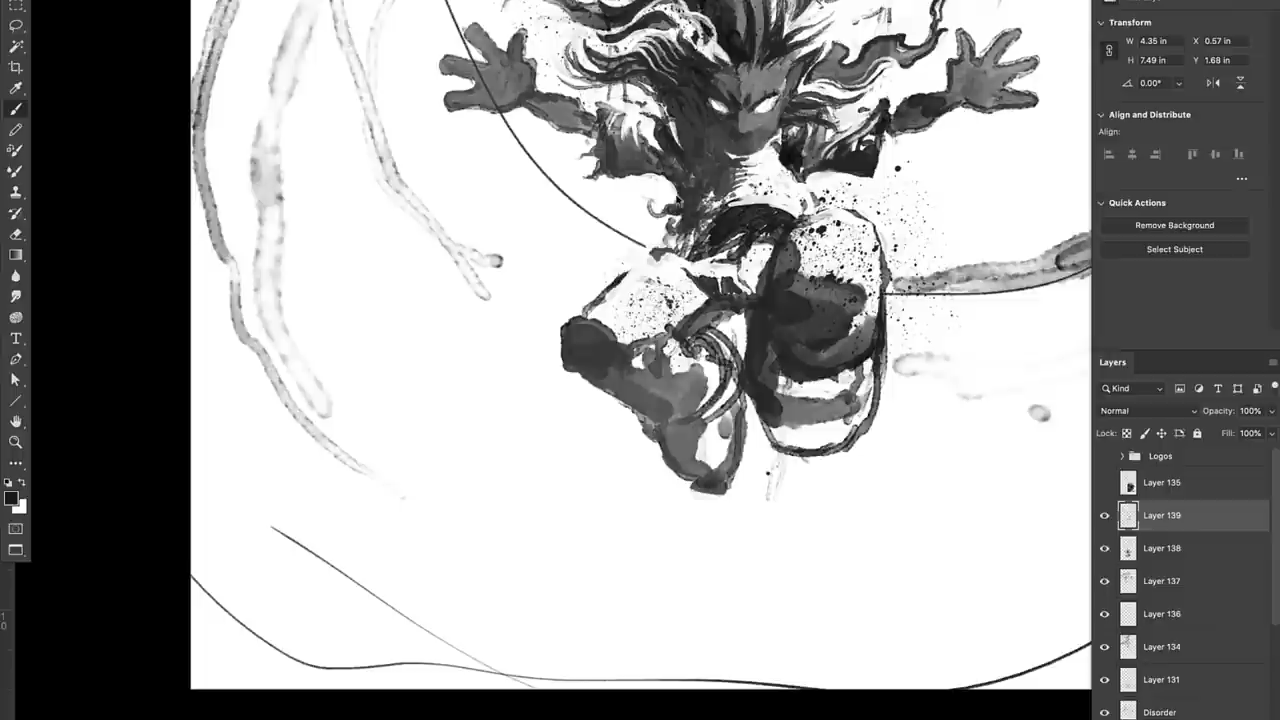 Transform
W 4.35 in X 0.57 in
H 7.49 in Y 1.68 in
0.00°
Align and Distribute
Align:
Quick Actions
Remove Background
Select Subject
Layers
Kind
Normal Opacity: 100%
Lock: Fill: 100%
Logos
Layer 135
Layer 139
Layer 138
Layer 137
Layer 136
Layer 134
Layer 131
Disorder